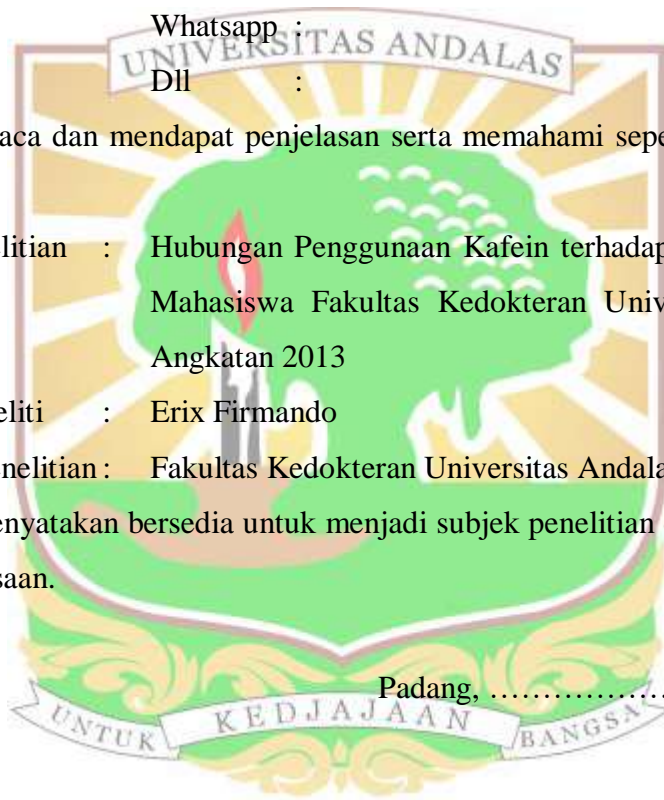 Whatsapp :
UNIVERSITAS ANDALAS
Dll :
aca dan mendapat penjelasan serta memahami sepe
litian : Hubungan Penggunaan Kafein terhadap
Mahasiswa Fakultas Kedokteran Univ
Angkatan 2013
eliti : Erix Firmando
nelitian : Fakultas Kedokteran Universitas Andala
enyatakan bersedia untuk menjadi subjek penelitian
saan.
Padang, ………………
UNTUK KEDJAJAAN BANGSA